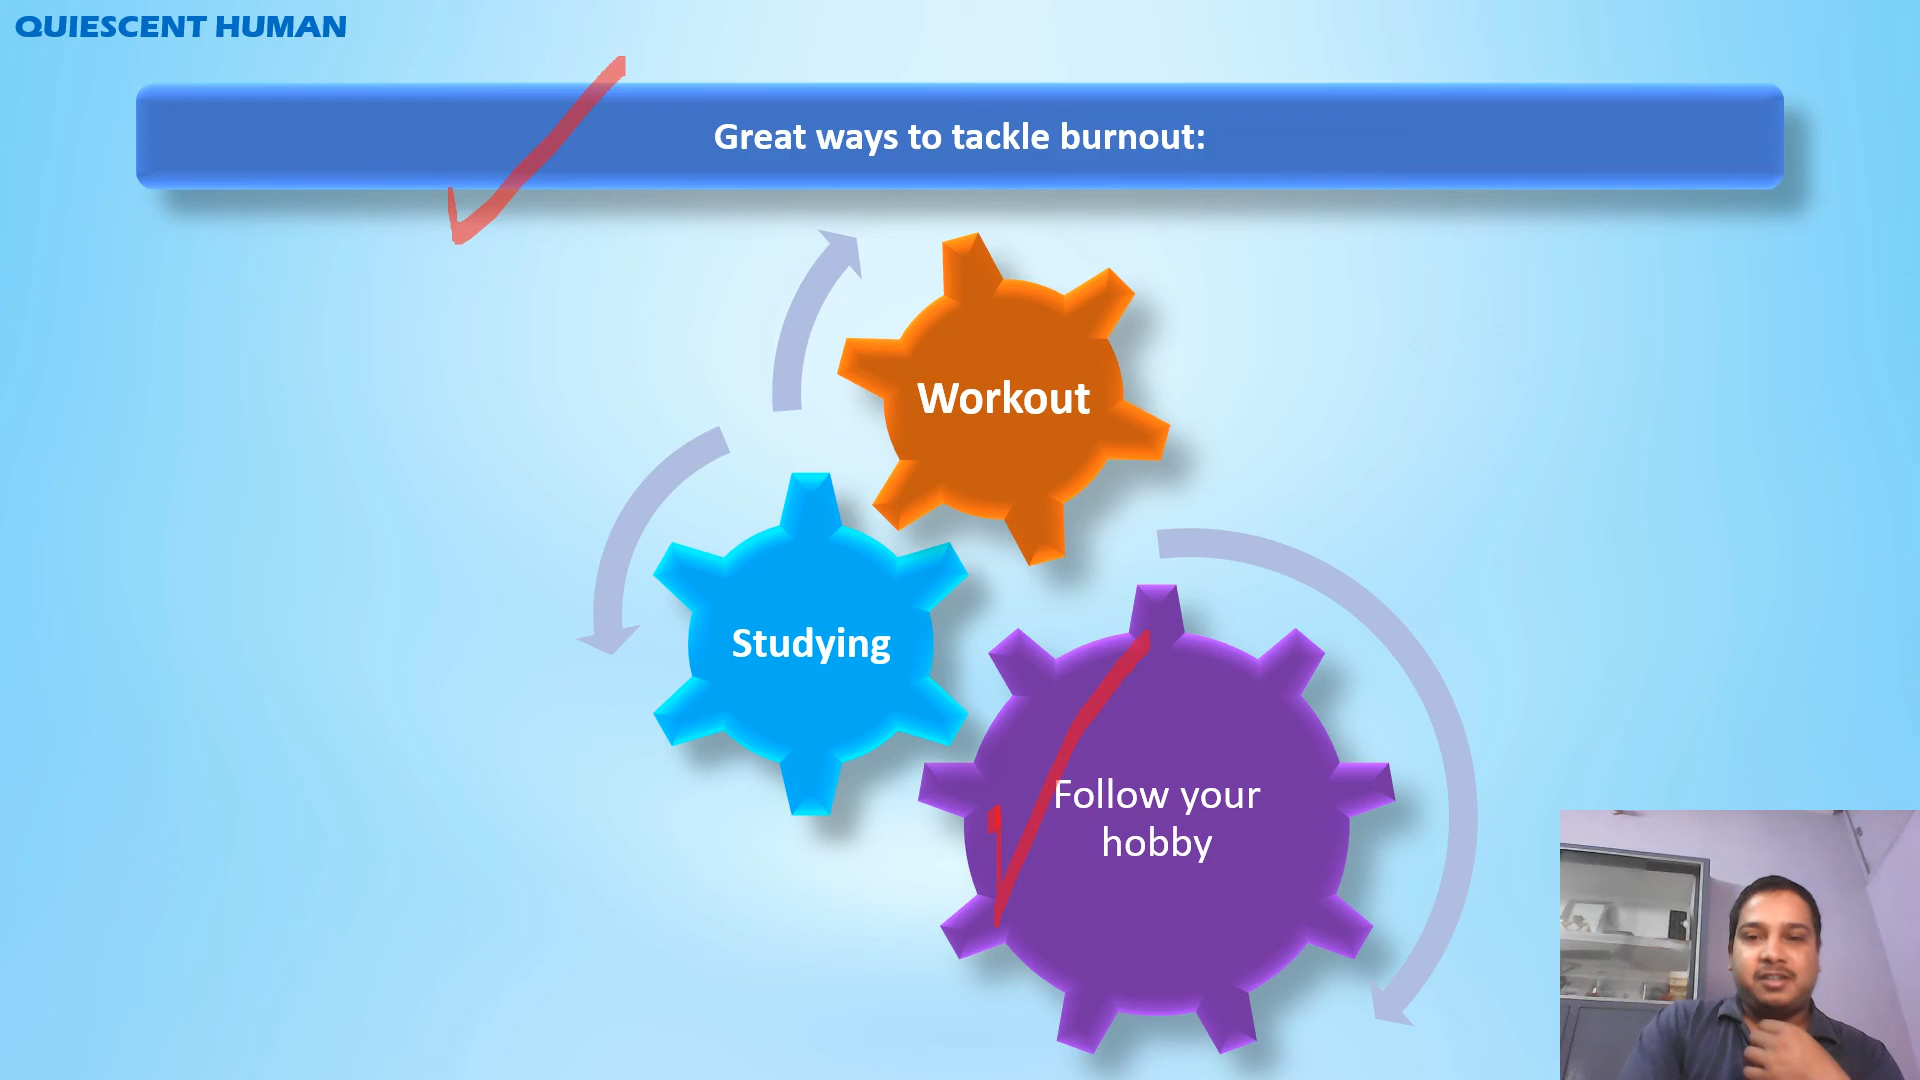 QUIESCENT HUMAN
Great ways to tackle burnout:
Workout
Studying
Follow your
hobby